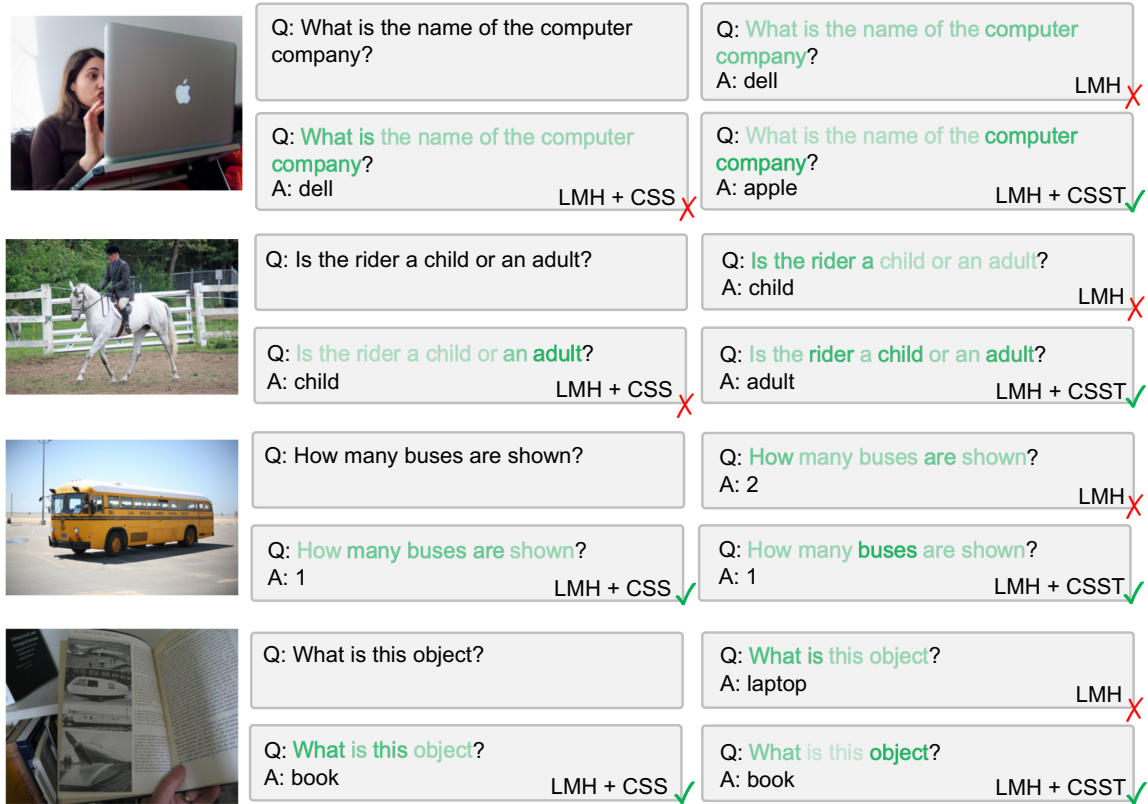 Q: What is the name of the computer
company?
Q: What is the name of the computer
company?
A: dell
LMH
Q: What is the name of the computer
company?
A: dell
LMH + CSS
Q: What is the name of the computer
company?
A: apple
LMH + CSST
Q: Is the rider a child or an adult?
Q: Is the rider a child or an adult?
A: child
LMH
Q: Is the rider a child or an adult?
A: child
LMH + CSS
Q: Is the rider a child or an adult?
A: adult
LMH + CSST
Q: How many buses are shown?
Q: How many buses are shown?
A: 2
LMH
Q: How many buses are shown?
A: 1
LMH + CSS
Q: How many buses are shown?
A: 1
LMH + CSST
Q: What is this object?
Q: What is this object?
A: laptop
LMH
Q: What is this object?
A: book
LMH + CSS
Q: What is this object?
A: book
LMH + CSST